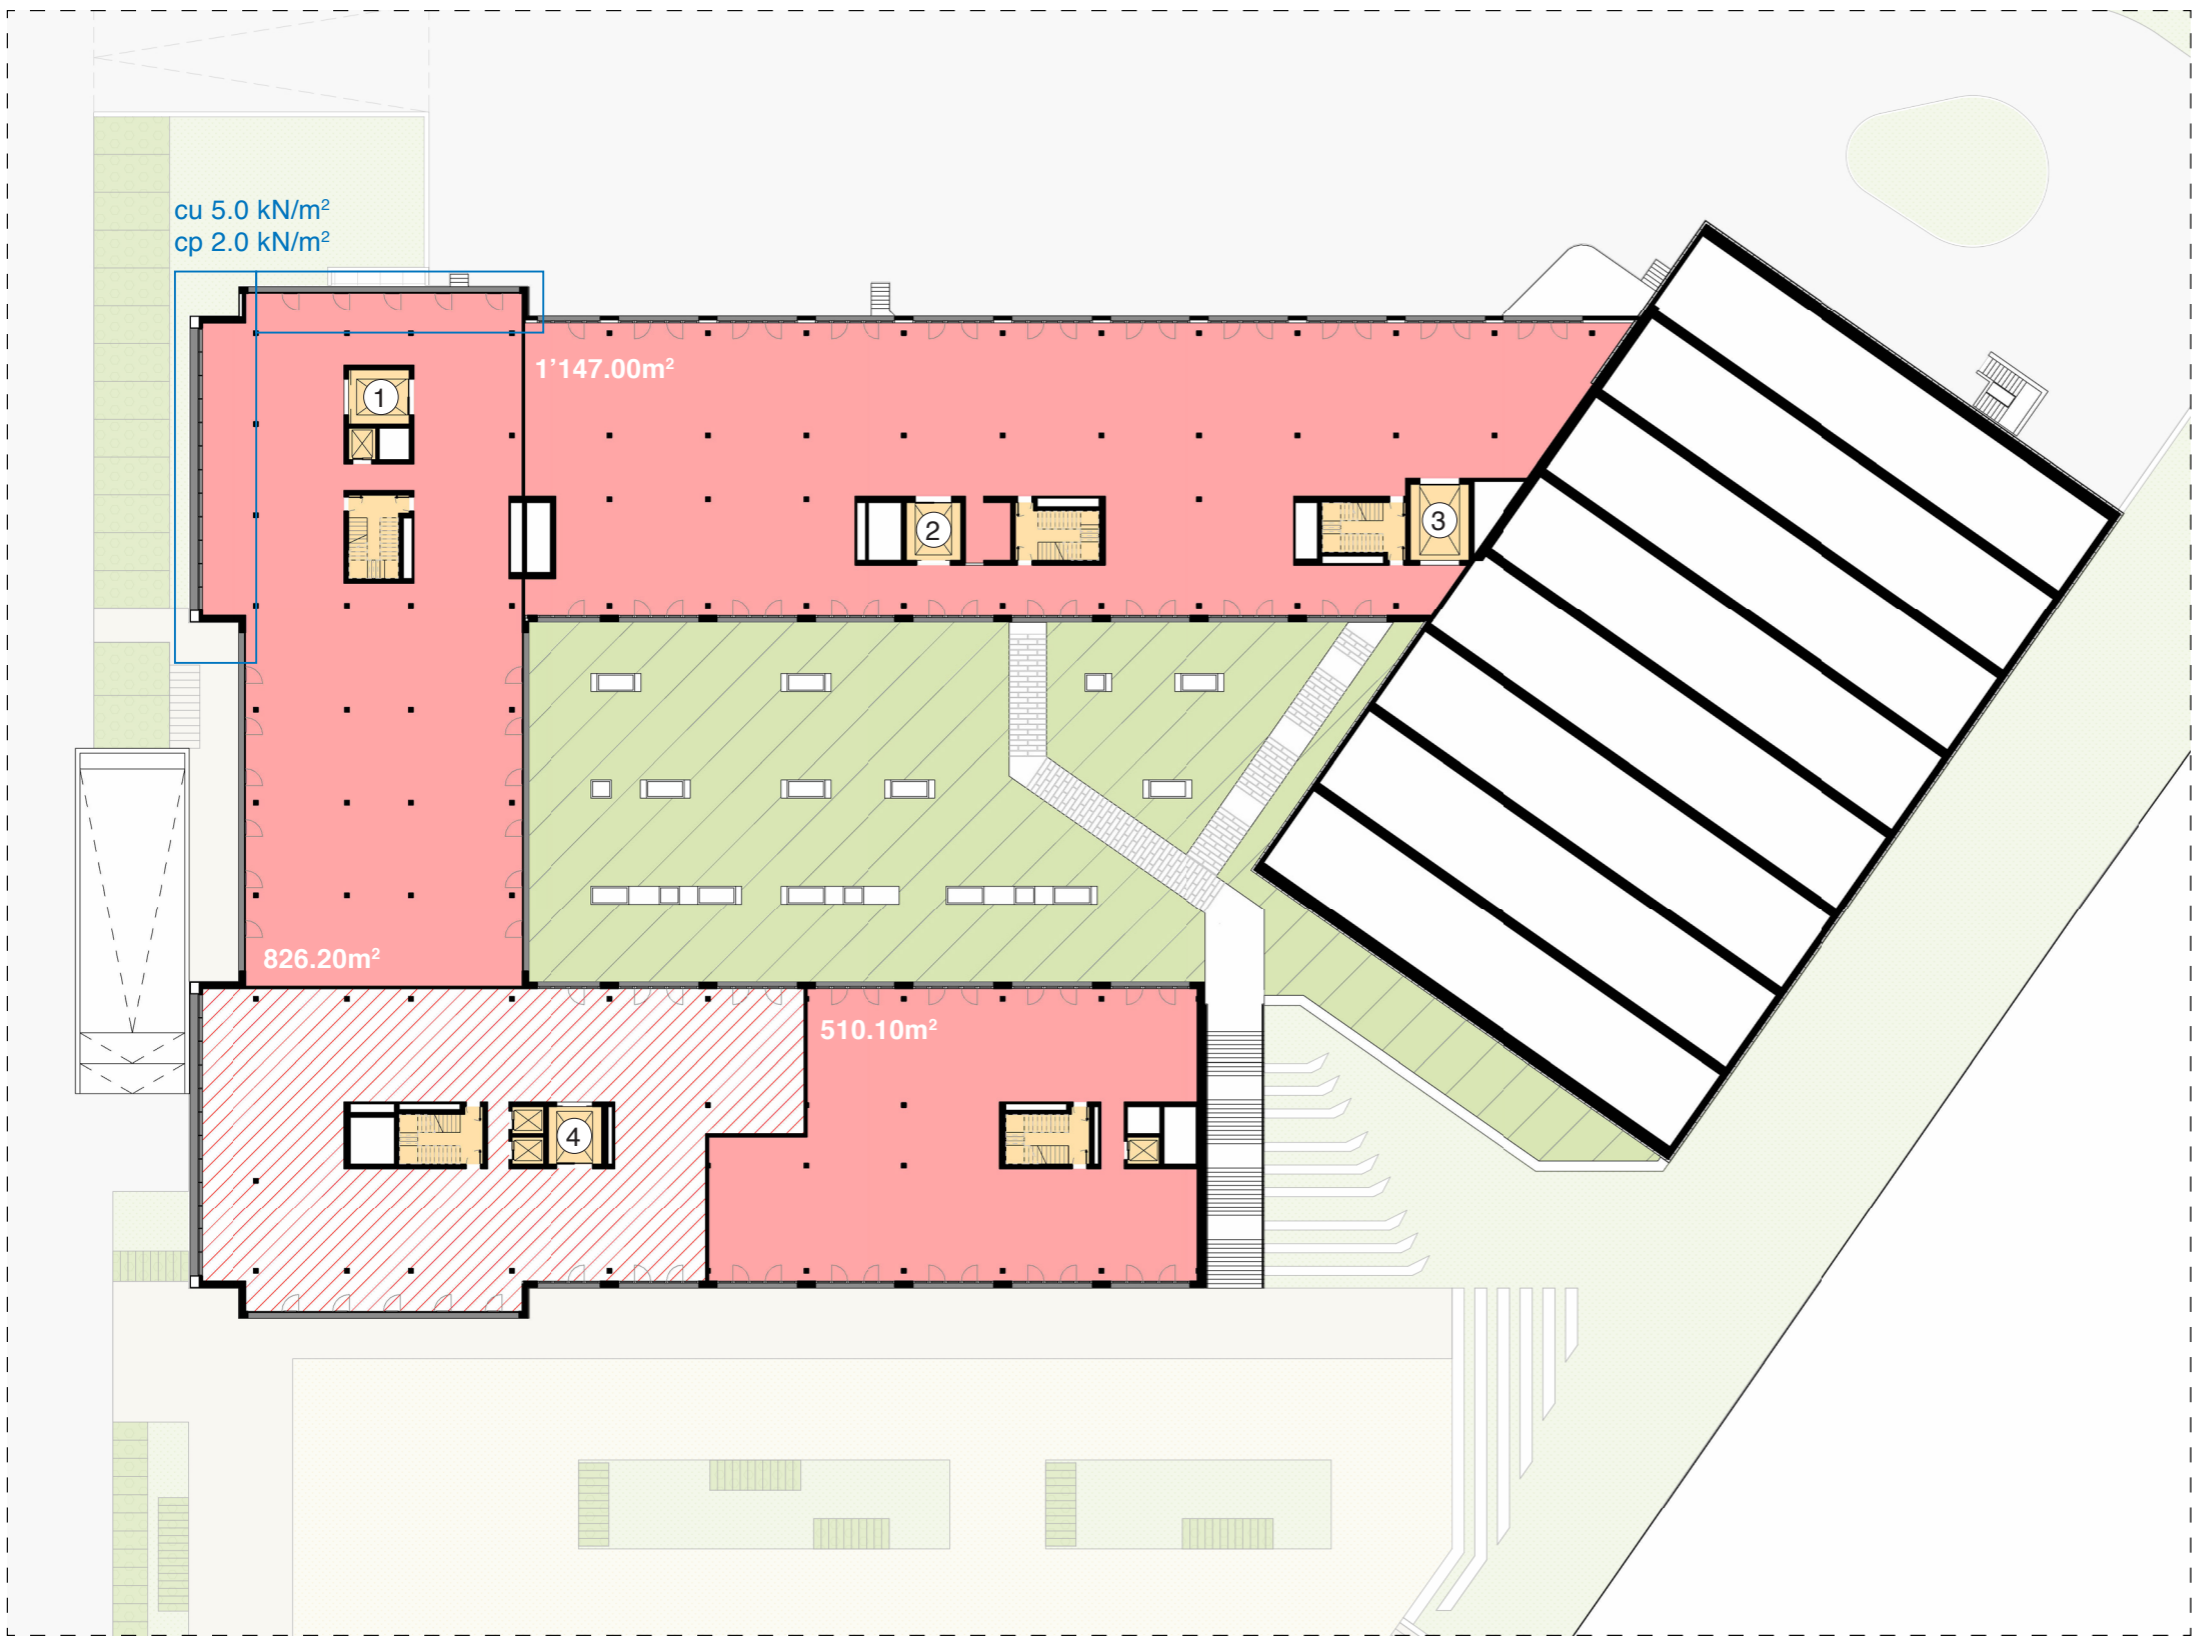 cu 5.0 kN/m²
cp 2.0 kN/m²
1’147.00m²
1
2
3
826.20m²
510.10m²
4